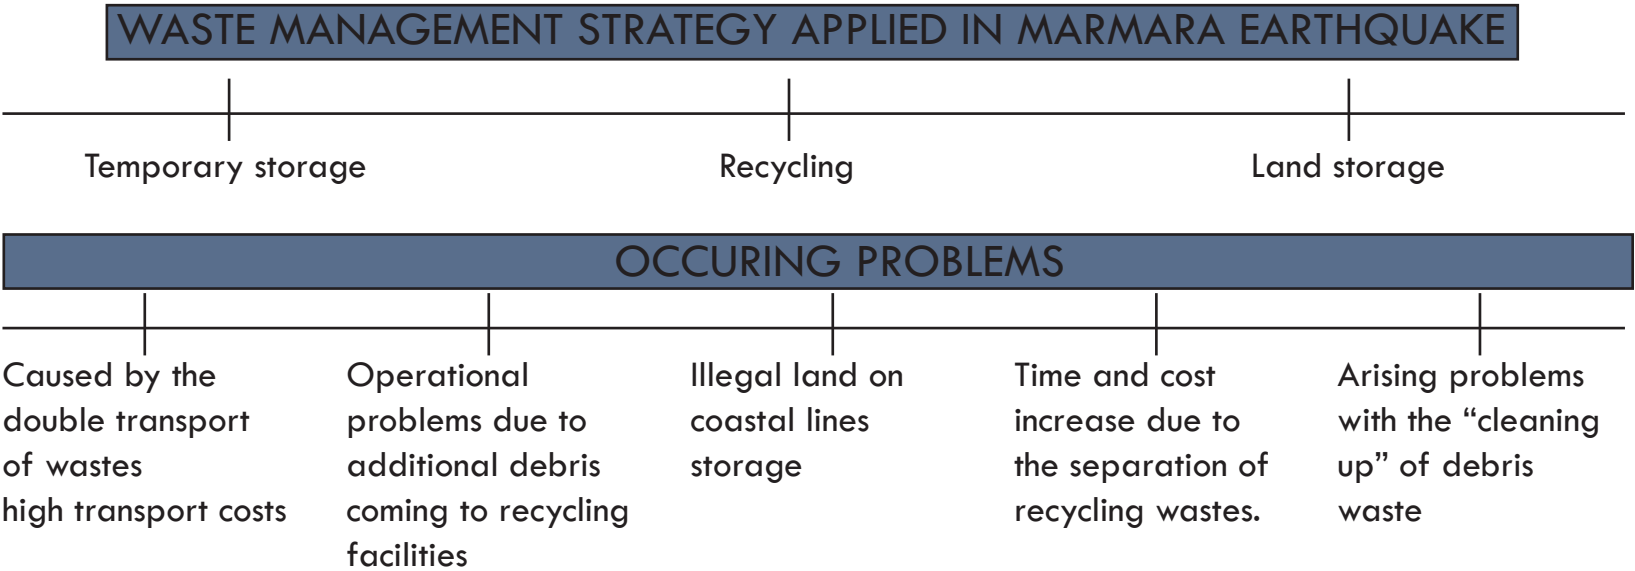 WASTE MANAGEMENT STRATEGY APPLIED IN MARMARA EARTHQUAKE
Temporary storage
Recycling
Land storage
OCCURING PROBLEMS
Caused by the
double transport
of wastes
high transport costs
Operational
problems due to
additional debris
coming to recycling
facilities
Illegal land on
coastal lines
storage
Time and cost
increase due to
the separation of
recycling wastes.
Arising problems
with the “cleaning
up” of debris
waste